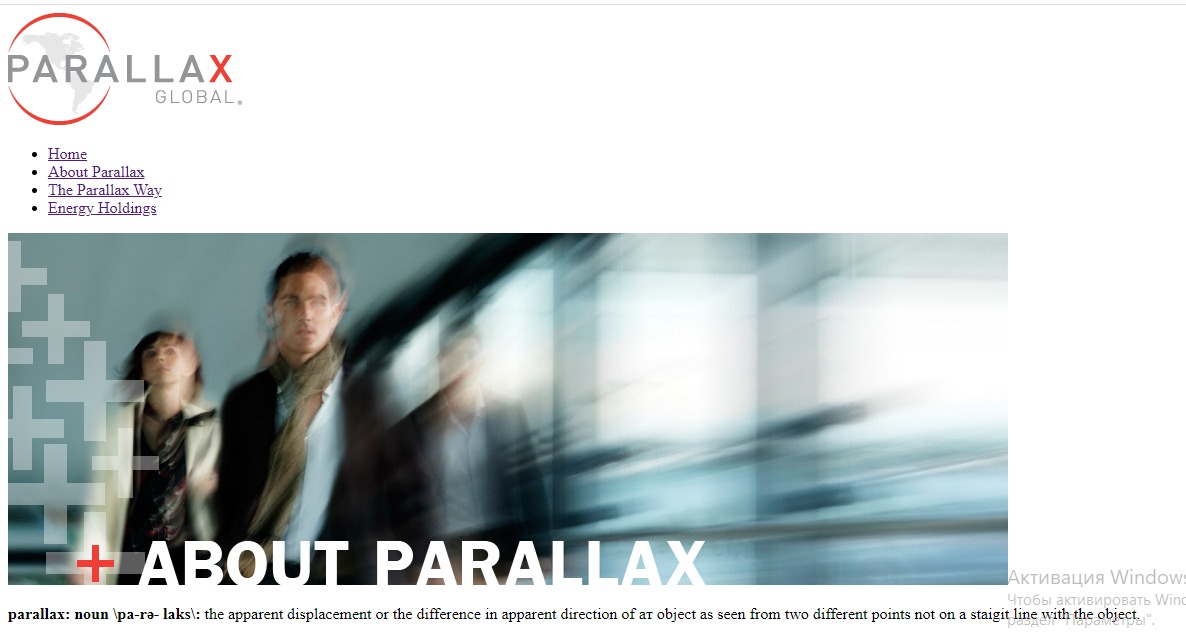 PARALLAX
GLOBAL.
Home
About Parallax
The Parallax Way
Energy Holdings
+ ABOUT PARALLAX
parallax: noun \pa-rə- laks\: the apparent displacement or the difference in apparent direction of aт object as seen from two different points not on a staigit line with the object.
Активация Windows
Чтобы активировать Wind
раздел "Параметры".